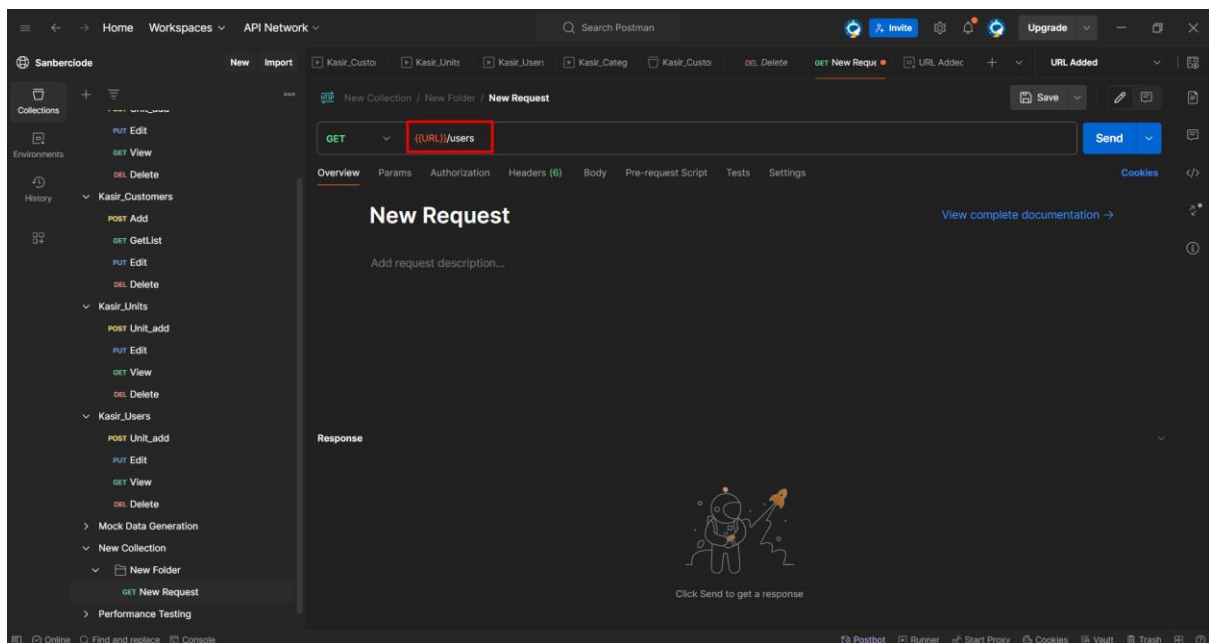 Home Workspaces API Network Search Postman Invite Upgrade
Sanberciode New Import Kasir_Custo Kasir_Units Kasir_User Kasir_Categ Kasir_Custo DEL Delete GET New Reque URL Addec URL Added
Collections
Environments
History
PUT Edit
GET View
DEL Delete
Kasir_Customers
POST Add
GET GetList
PUT Edit
DEL Delete
Kasir_Units
POST Unit_add
PUT Edit
GET View
DEL Delete
Kasir_Users
POST Unit_add
PUT Edit
GET View
DEL Delete
Mock Data Generation
New Collection
New Folder
GET New Request
Performance Testing
HTTP New Collection / New Folder / New Request Save
GET {{URL}}/users Send
Overview Params Authorization Headers (6) Body Pre-request Script Tests Settings Cookies
New Request View complete documentation →
Add request description...
Response
Click Send to get a response
Online Find and replace Console Postbot Runner Start Proxy Cookies Vault Trash